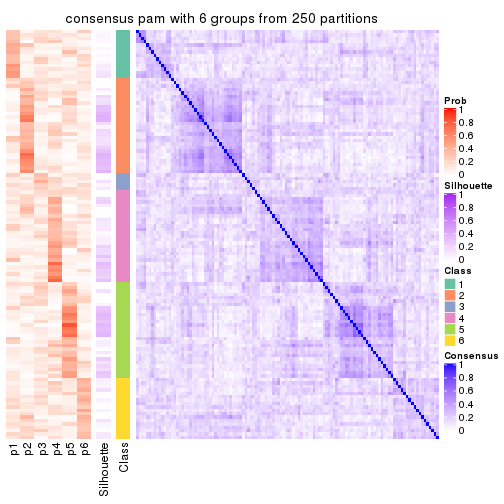 consensus pam with 6 groups from 250 partitions
Prob
1
0.8
0.6
0.4
0.2
0
Silhouette
1
0.8
0.6
0.4
0.2
0
Class
1
2
3
4
5
6
Consensus
1
0.8
0.6
0.4
0.2
0
p1
p2
p3
p4
p5
p6
Silhouette
Class